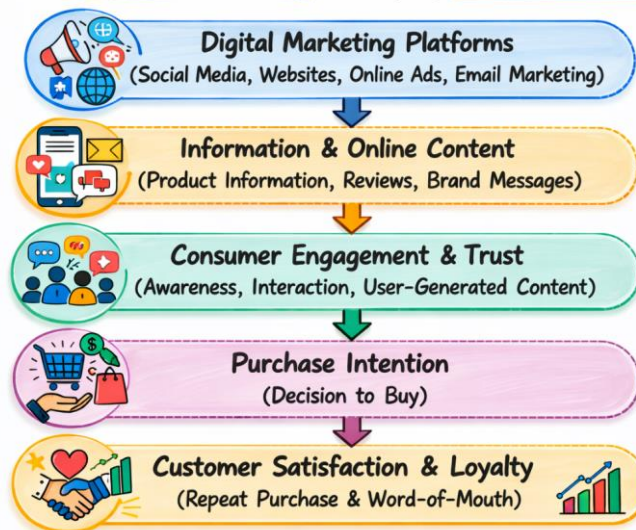 Digital Marketing Platforms
(Social Media, Websites, Online Ads, Email Marketing)
Information & Online Content
(Product Information, Reviews, Brand Messages)
Consumer Engagement & Trust
(Awareness, Interaction, User-Generated Content)
Purchase Intention
(Decision to Buy)
Customer Satisfaction & Loyalty
(Repeat Purchase & Word-of-Mouth)